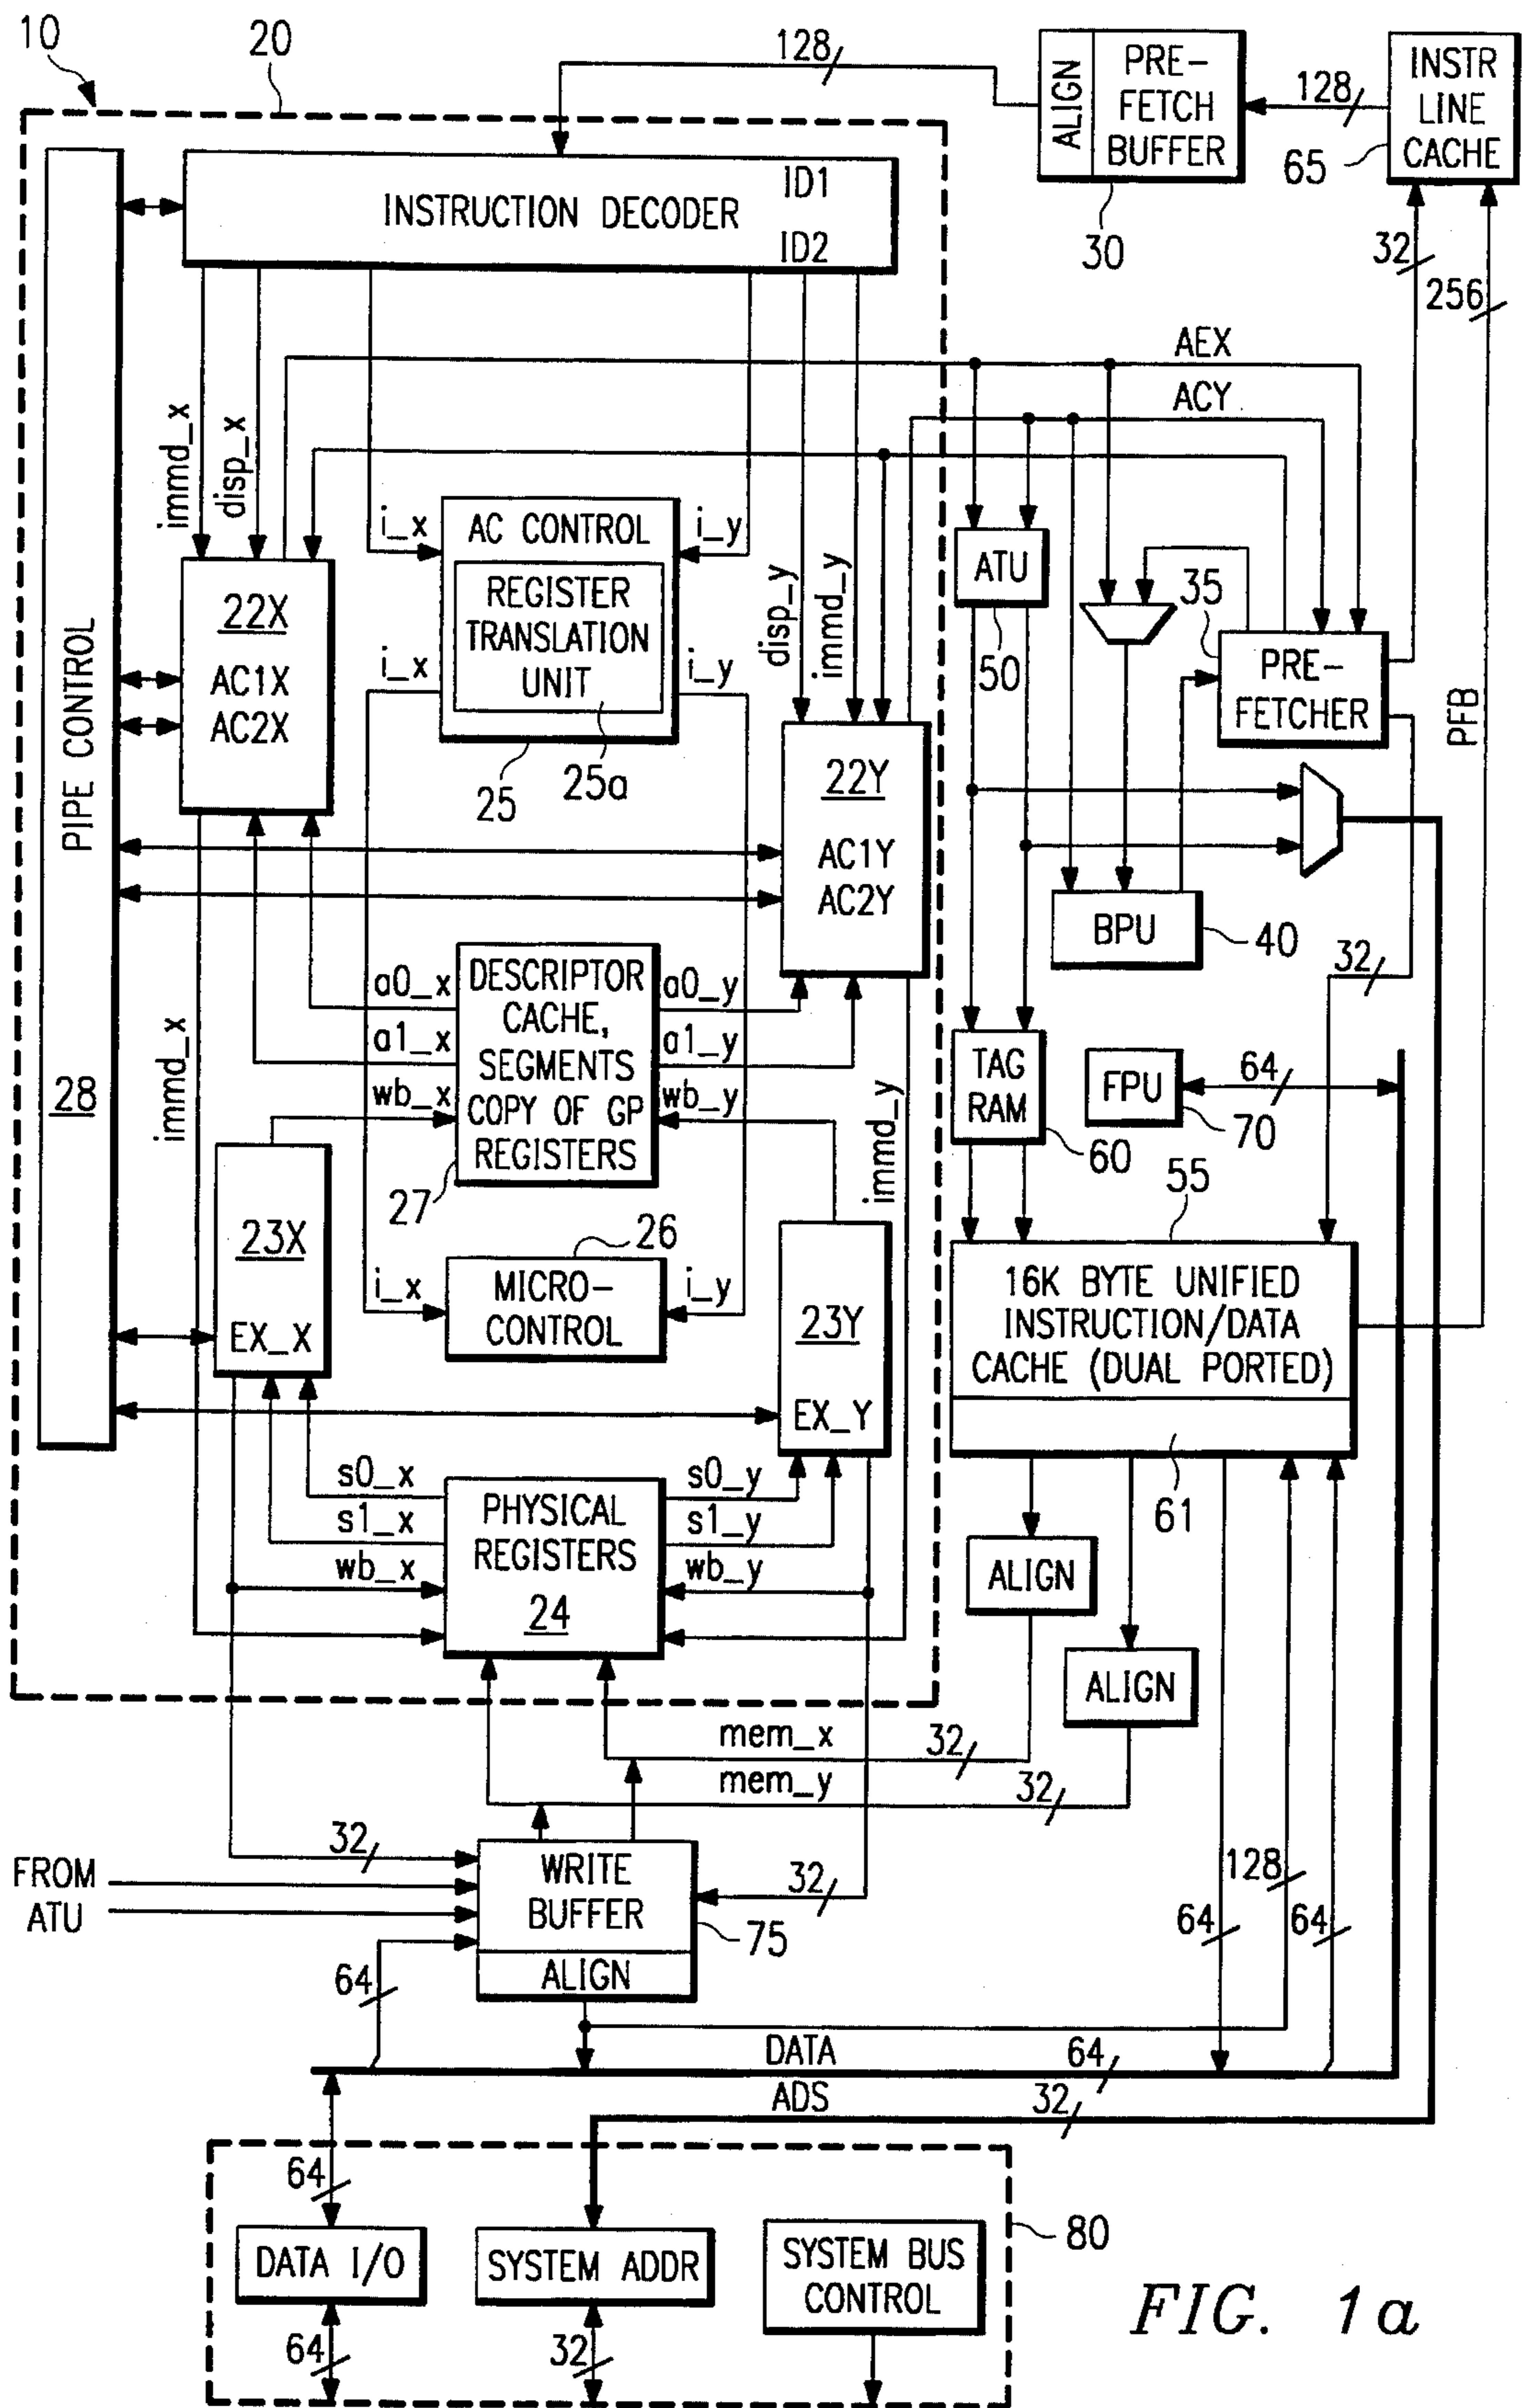 10
20
128
ALIGN
PRE-
FETCH
BUFFER
30
128
INSTR
LINE
CACHE
65
32
256
PFB
INSTRUCTION DECODER
ID1
ID2
PIPE CONTROL
28
immd_x
disp_x
i_x
AC CONTROL
i_y
REGISTER
TRANSLATION
UNIT
i_x
i_y
25
25a
disp_y
immd_y
22X
AC1X
AC2X
22Y
AC1Y
AC2Y
AEX
ACY
ATU
50
35
PRE-
FETCHER
BPU
40
32
immd_x
a0_x
a1_x
wb_x
DESCRIPTOR
CACHE,
SEGMENTS
COPY OF GP
REGISTERS
27
a0_y
a1_y
wb_y
immd_y
TAG
RAM
60
FPU
70
64
23X
EX_X
26
i_x
MICRO-
CONTROL
i_y
23Y
EX_Y
55
16K BYTE UNIFIED
INSTRUCTION/DATA
CACHE (DUAL PORTED)
61
s0_x
s1_x
wb_x
PHYSICAL
REGISTERS
24
s0_y
s1_y
wb_y
ALIGN
ALIGN
mem_x
32
mem_y
32
32
FROM
ATU
WRITE
BUFFER
ALIGN
75
32
64
64
128
64
DATA
64
ADS
32
64
DATA I/O
64
SYSTEM ADDR
32
SYSTEM BUS
CONTROL
80
FIG. 1a